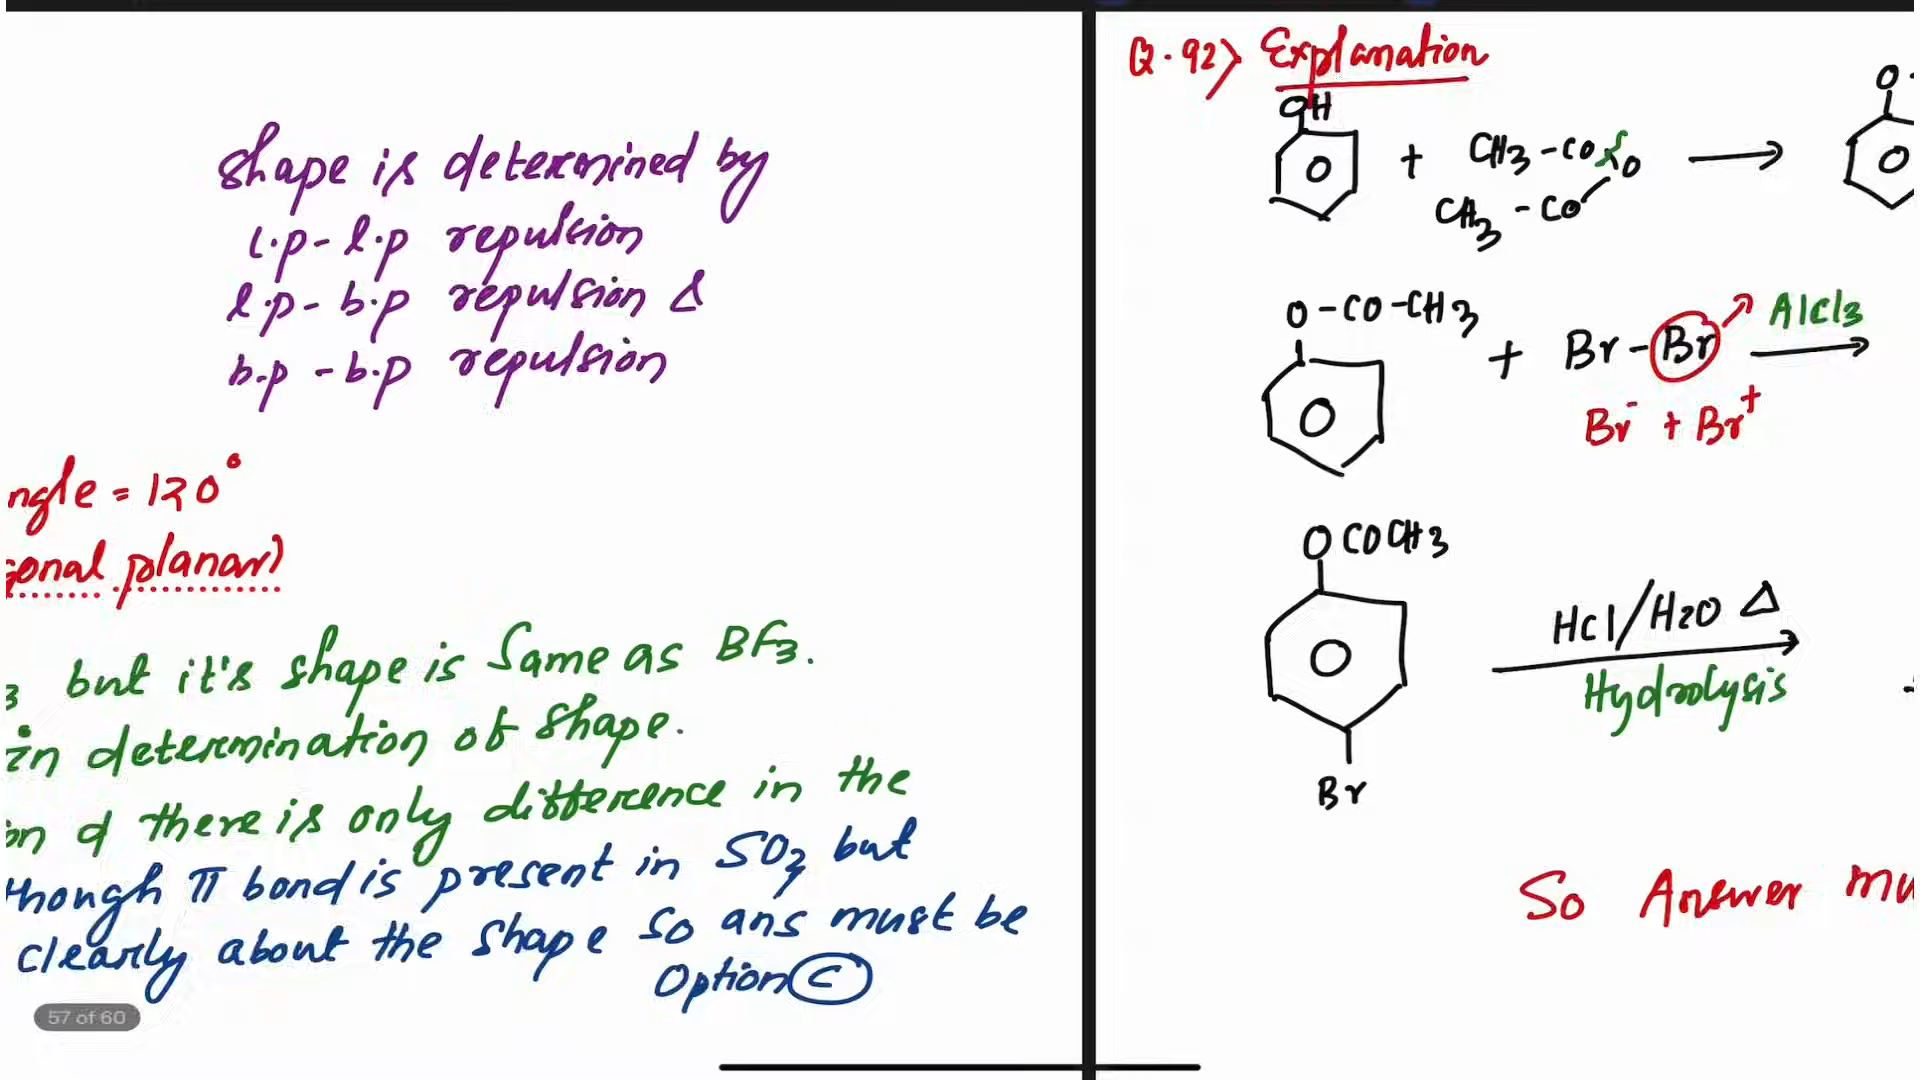 shape is determined by
l.p - l.p repulsion
l.p - b.p repulsion &
b.p - b.p repulsion
ngle = 120°
gonal planar)
3 but it's shape is same as BF3.
in determination of shape.
on & there is only difference in the
though π bond is present in SO3 but
clearly about the shape so ans must be
Option C
57 of 60
Q.92) Explanation
OH
O
+ CH3-CO
O
CH3-CO
O-CO-CH3
+ Br-Br AlCl3
Br⁻ + Br⁺
OCOCH3
HCl/H2O Δ
Hydrolysis
Br
So Answer mu